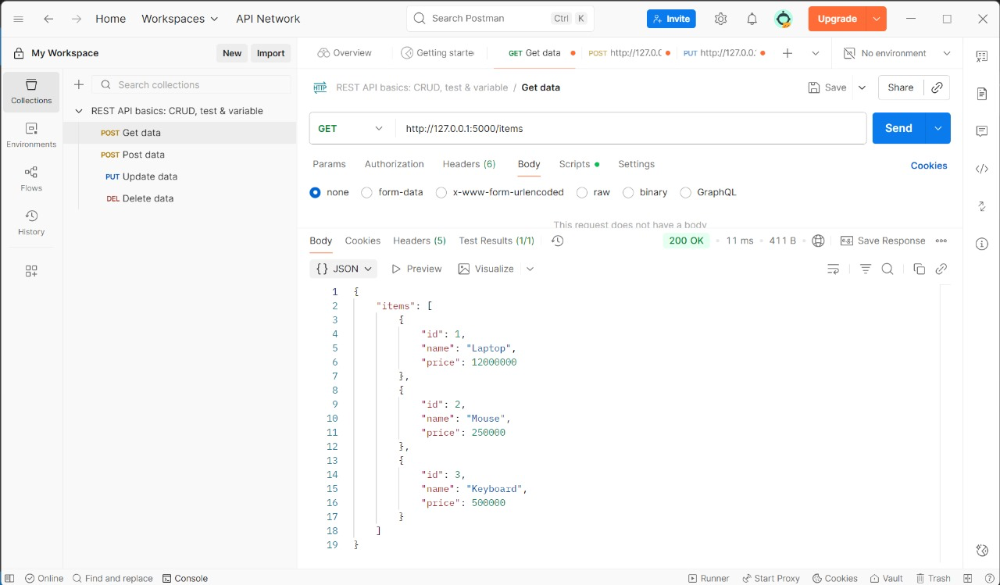 Home Workspaces API Network Search Postman Ctrl K Invite Upgrade
My Workspace New Import Overview Getting starte GET Get data POST http://127.0.0 PUT http://127.0.0. No environment
Collections
Environments
Flows
History
Search collections
REST API basics: CRUD, test & variable
POST Get data
POST Post data
PUT Update data
DEL Delete data
HTTP REST API basics: CRUD, test & variable / Get data Save Share
GET http://127.0.0.1:5000/items Send
Params Authorization Headers (6) Body Scripts Settings Cookies
none form-data x-www-form-urlencoded raw binary GraphQL
This request does not have a body
Body Cookies Headers (5) Test Results (1/1) 200 OK 11 ms 411 B e.g. Save Response
{} JSON Preview Visualize
1 {
2 "items": [
3 {
4 "id": 1,
5 "name": "Laptop",
6 "price": 12000000
7 },
8 {
9 "id": 2,
10 "name": "Mouse",
11 "price": 250000
12 },
13 {
14 "id": 3,
15 "name": "Keyboard",
16 "price": 500000
17 }
18 ]
19 }
Online Find and replace Console Runner Start Proxy Cookies Vault Trash